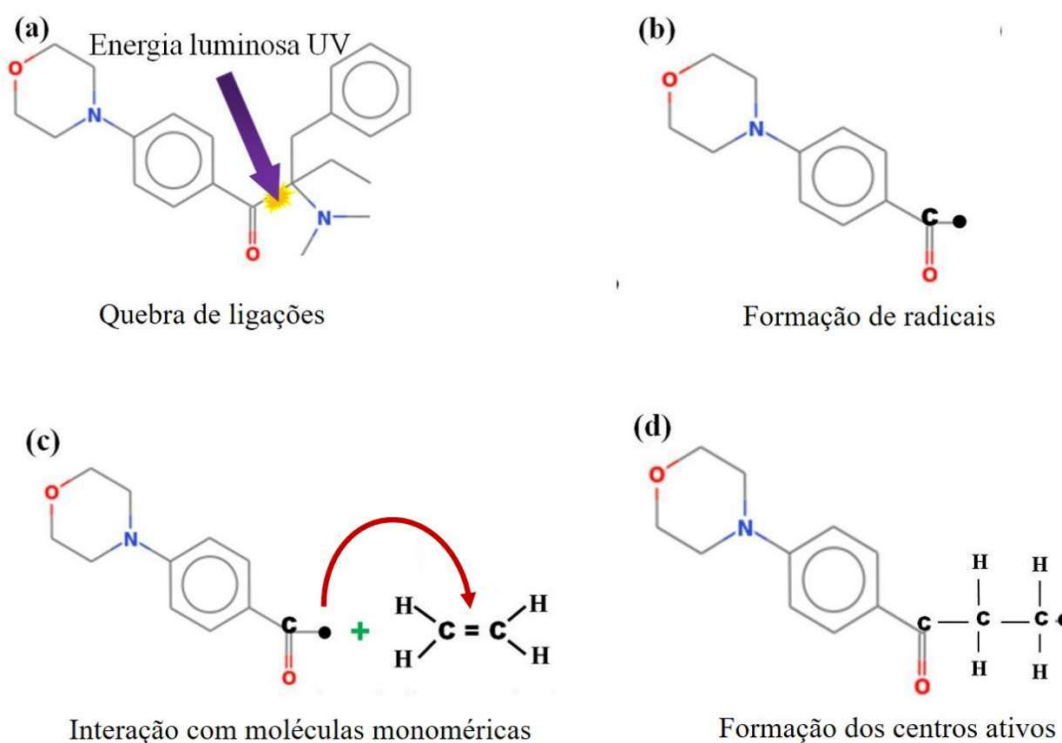 (a)
Energia luminosa UV
O
N
N
O
Quebra de ligações
(b)
O
N
C
O
Formação de radicais
(c)
O
N
C
O
+
H H
C = C
H H
Interação com moléculas monoméricas
(d)
O
N
H H
C — C — C
H H
O
Formação dos centros ativos